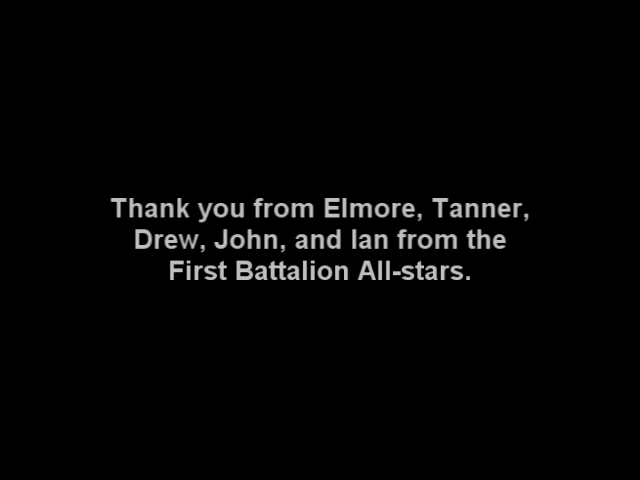 Thank you from Elmore, Tanner,
Drew, John, and Ian from the
First Battalion All-stars.